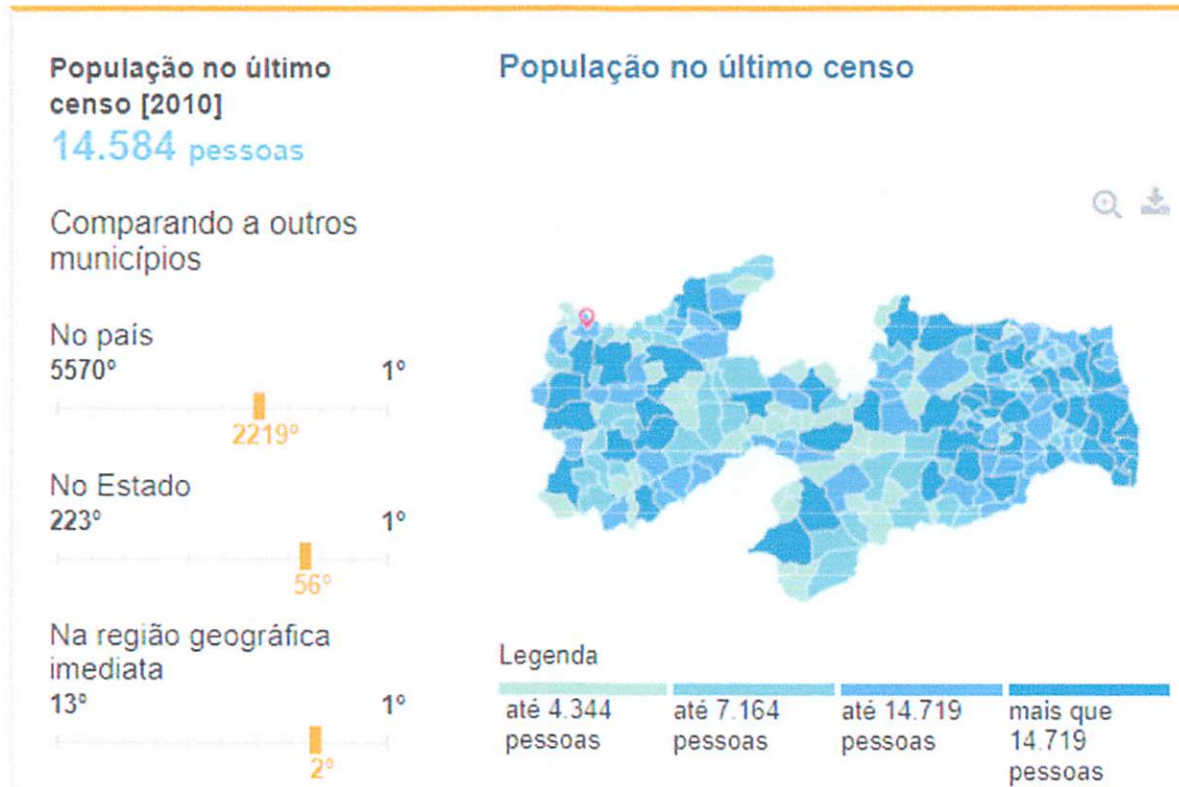 População no último
censo [2010]
14.584 pessoas
Comparando a outros
municípios
No país
5570º 1º
2219º
No Estado
223º 1º
56º
Na região geográfica
imediata
13º 1º
2º
População no último censo
Legenda
até 4.344
pessoas
até 7.164
pessoas
até 14.719
pessoas
mais que
14.719
pessoas